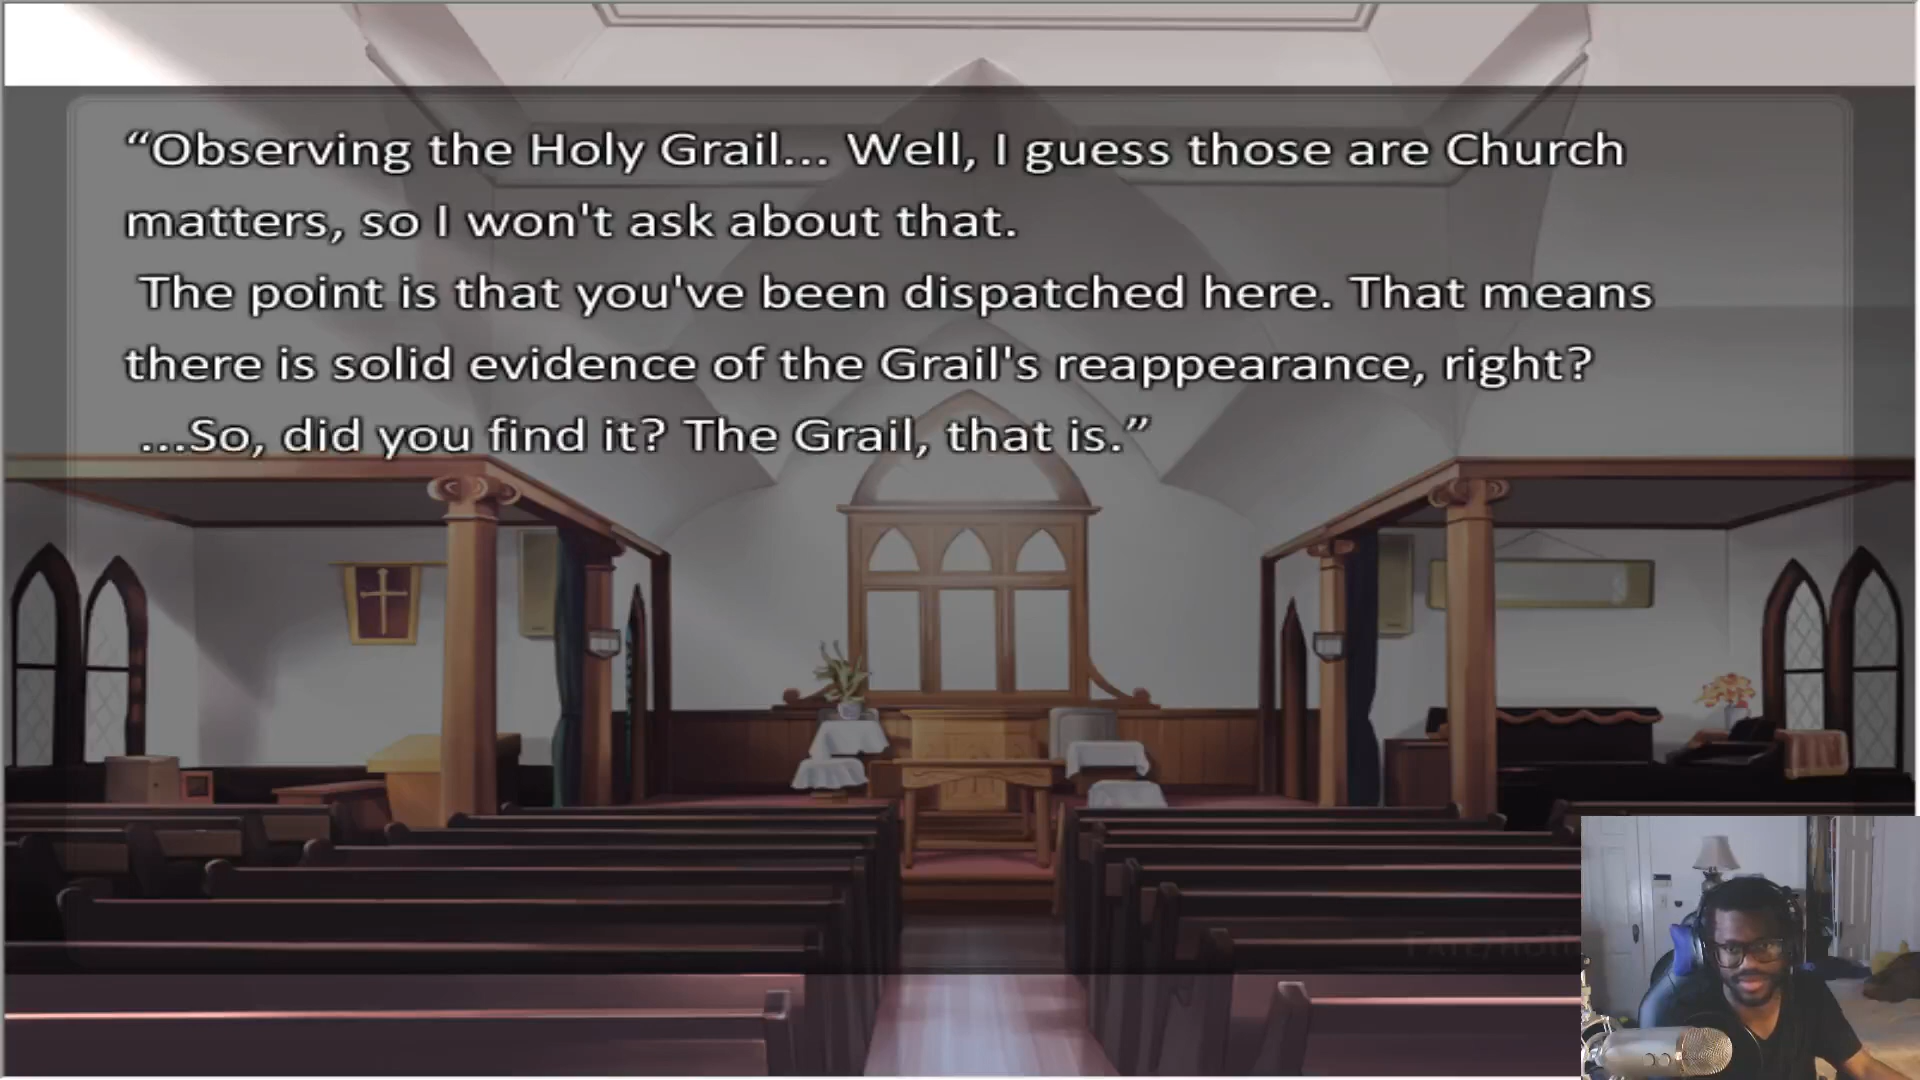 “Observing the Holy Grail... Well, I guess those are Church
matters, so I won't ask about that.
The point is that you've been dispatched here. That means
there is solid evidence of the Grail's reappearance, right?
...So, did you find it? The Grail, that is.”